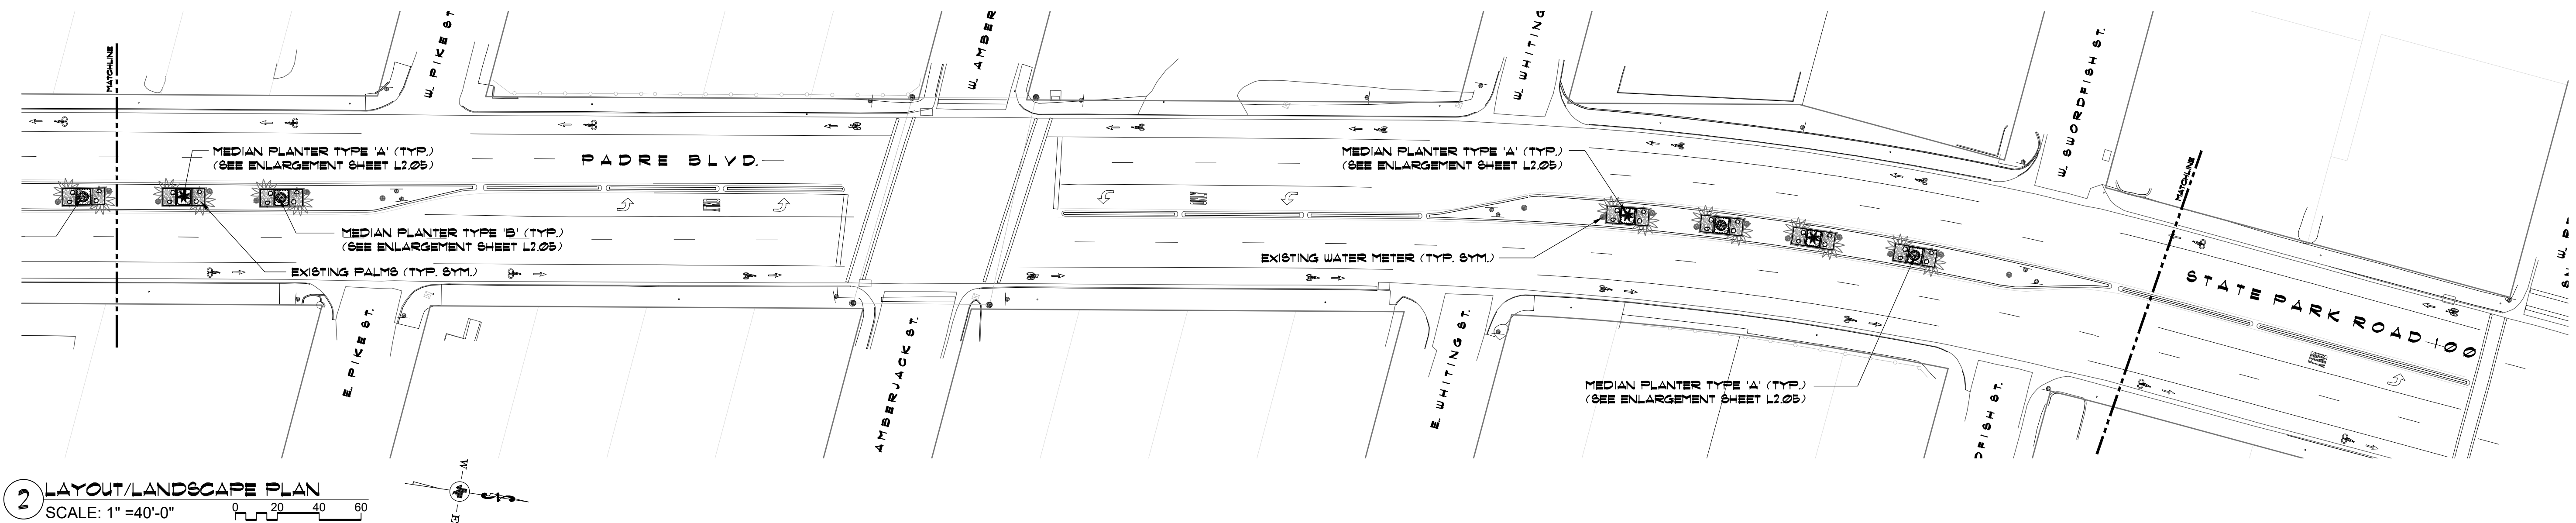 MATCHLINE
W. PIKE ST
W. AMBER
W. WHITING
W. SWORDFISH ST.
MATCHLINE
MEDIAN PLANTER TYPE 'A' (TYP.)
(SEE ENLARGEMENT SHEET L2.05)
PADRE BLVD.
MEDIAN PLANTER TYPE 'A' (TYP.)
(SEE ENLARGEMENT SHEET L2.05)
MEDIAN PLANTER TYPE 'B' (TYP.)
(SEE ENLARGEMENT SHEET L2.05)
EXISTING PALMS (TYP. SYM.)
EXISTING WATER METER (TYP. SYM.)
STATE PARK ROAD 100
E. PIKE ST.
AMBERJACK ST.
E. WHITING ST.
MEDIAN PLANTER TYPE 'A' (TYP.)
(SEE ENLARGEMENT SHEET L2.05)
DFISH ST.
2
LAYOUT/LANDSCAPE PLAN
SCALE: 1" =40'-0"
0 20 40 60
W
E